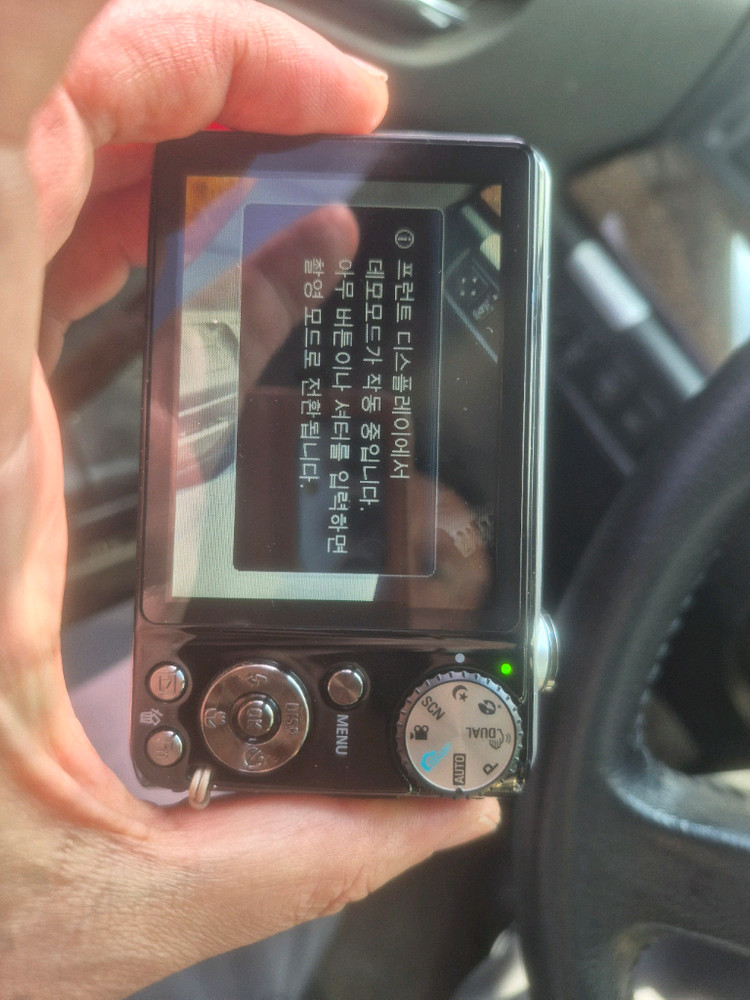 프런트 디스플레이에서
데모모드가 작동 중입니다.
아무 버튼이나 셔터를 입력하면
촬영 모드로 전환됩니다.
MENU
DISP
OK
SCN
DUAL
P
AUTO